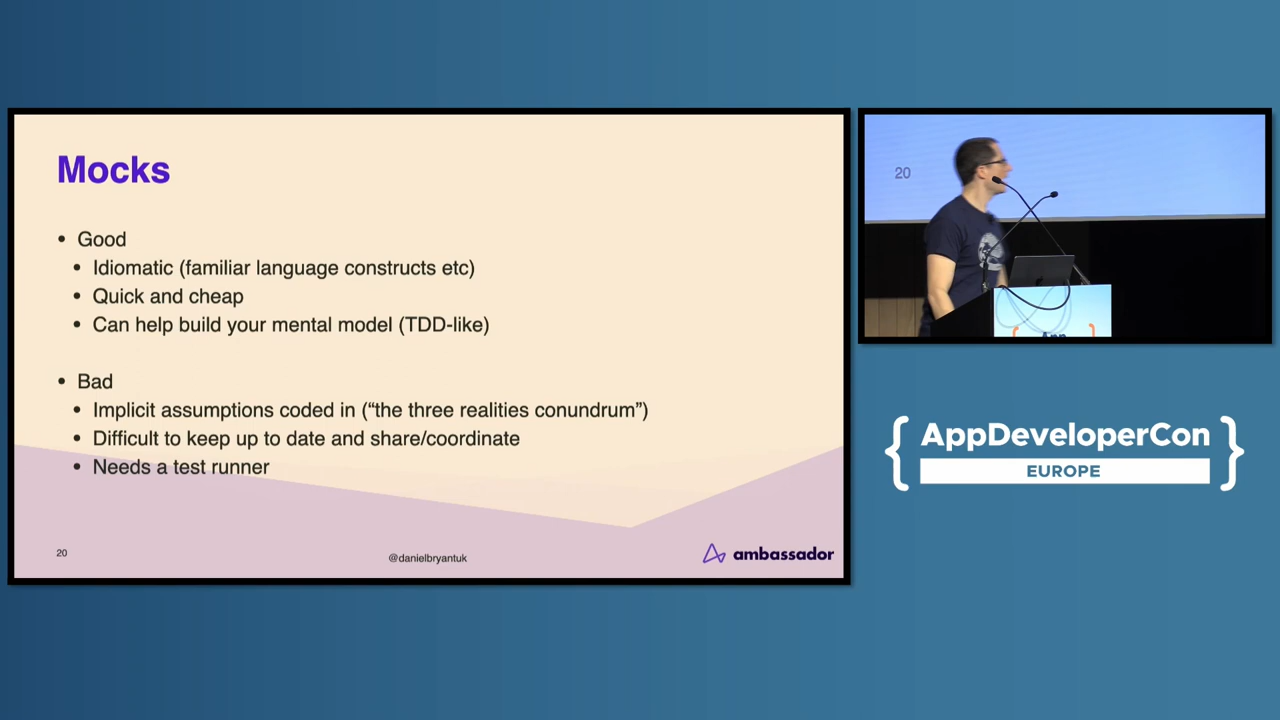 Mocks
• Good
• Idiomatic (familiar language constructs etc)
• Quick and cheap
• Can help build your mental model (TDD-like)
• Bad
• Implicit assumptions coded in (“the three realities conundrum”)
• Difficult to keep up to date and share/coordinate
• Needs a test runner
20
@danielbryantuk
ambassador
20
{ AppDeveloperCon }
EUROPE